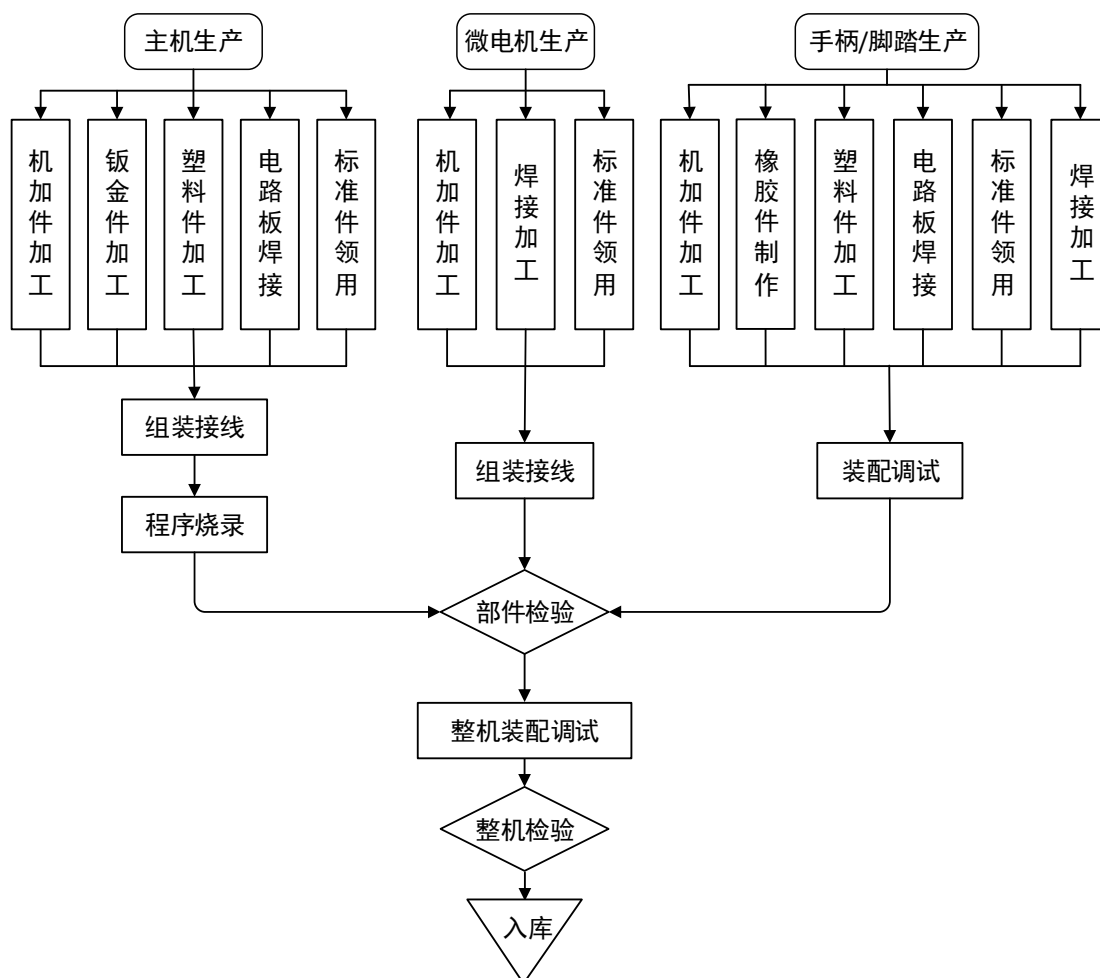 主机生产
微电机生产
手柄/脚踏生产
机加件加工
钣金件加工
塑料件加工
电路板焊接
标准件领用
机加件加工
焊接加工
标准件领用
机加件加工
橡胶件制作
塑料件加工
电路板焊接
标准件领用
焊接加工
组装接线
组装接线
装配调试
程序烧录
部件检验
整机装配调试
整机检验
入库